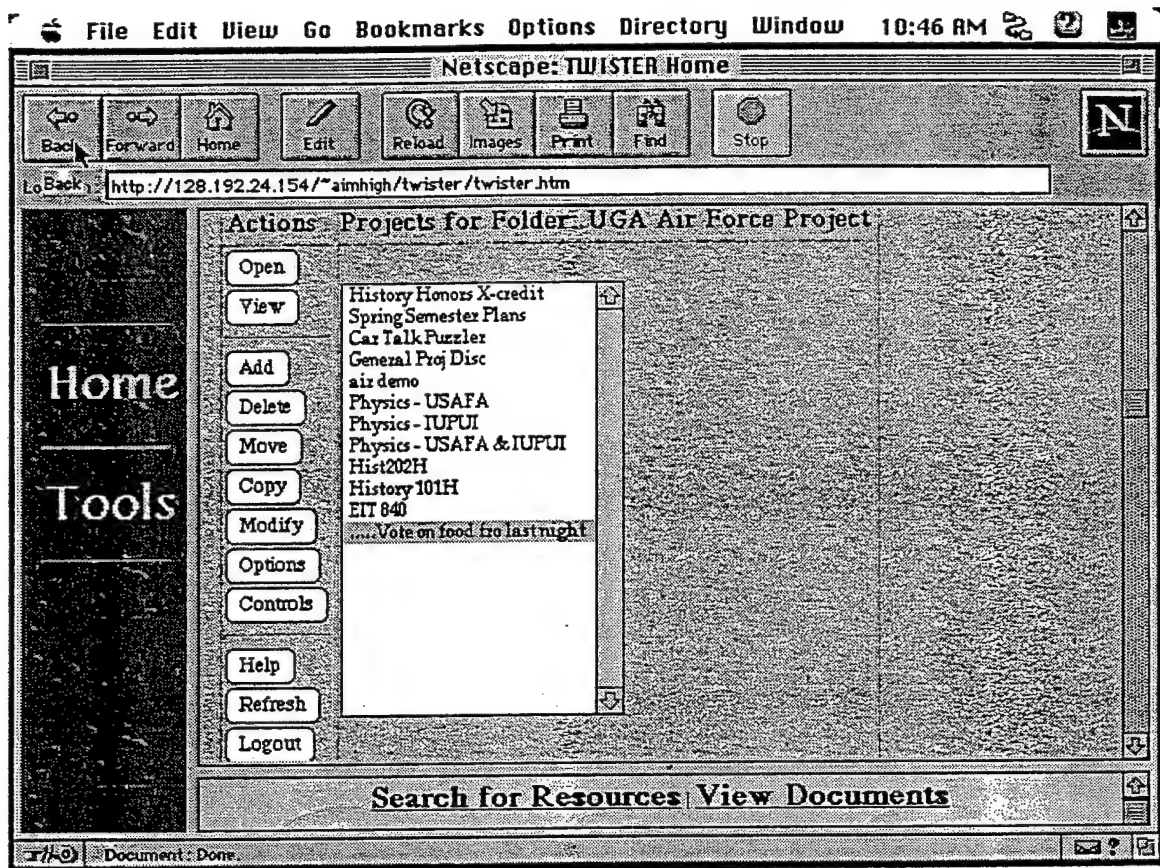 File Edit View Go Bookmarks Options Directory Window 10:46 AM
Netscape: TWISTER Home
Back Forward Home Edit Reload Images Print Find Stop
N
Lo Back http://128.192.24.154/~aimhigh/twister/twister.htm
Home
Tools
Actions Projects for Folder: UGA Air Force Project
Open
View
Add
Delete
Move
Copy
Modify
Options
Controls
Help
Refresh
Logout
History Honors X-credit
Spring Semester Plans
Car Talk Puzzler
General Proj Disc
air demo
Physics - USAFA
Physics - IUPUI
Physics - USAFA & IUPUI
Hist202H
History 101H
EIT 840
.....Vote on food fro last night
Search for Resources | View Documents
Document : Done.
?